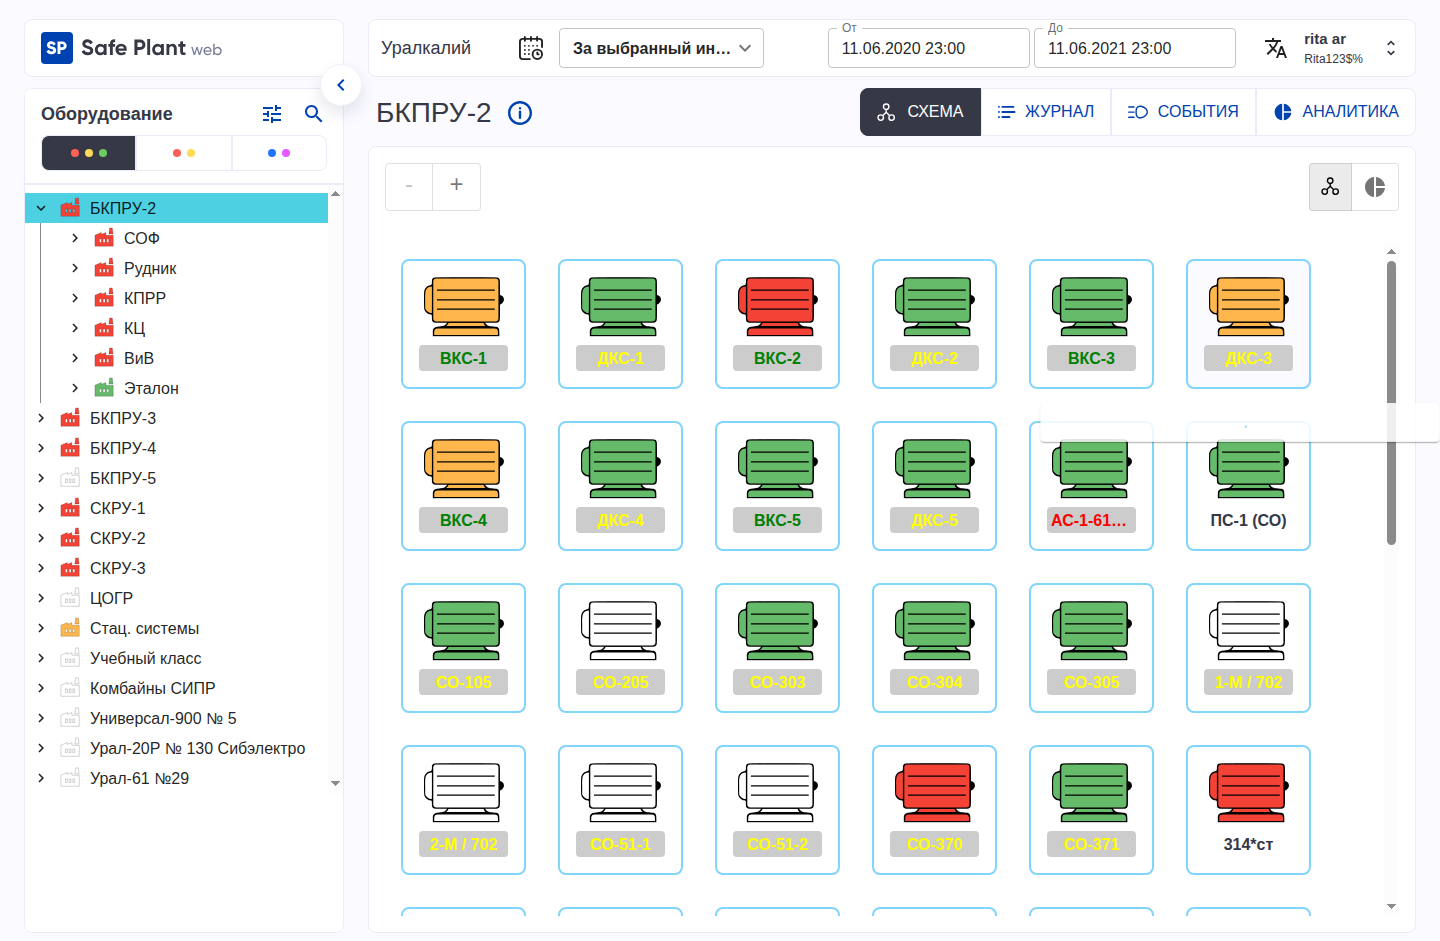 SP Safe Plant web
Уралкалий
За выбранный ин...
От
11.06.2020 23:00
До
11.06.2021 23:00
rita ar
Rita123$%
Оборудование
БКПРУ-2
СОФ
Рудник
КПРР
КЦ
ВиВ
Эталон
БКПРУ-3
БКПРУ-4
БКПРУ-5
СКРУ-1
СКРУ-2
СКРУ-3
ЦОГР
Стац. системы
Учебный класс
Комбайны СИПР
Универсал-900 № 5
Урал-20Р № 130 Сибэлектро
Урал-61 №29
БКПРУ-2
СХЕМА
ЖУРНАЛ
СОБЫТИЯ
АНАЛИТИКА
- +
ВКС-1 ДКС-1 ВКС-2 ДКС-2 ВКС-3 ДКС-3
ВКС-4 ДКС-4 ВКС-5 ДКС-5 АС-1-61... ПС-1 (СО)
СО-105 СО-205 СО-303 СО-304 СО-305 1-М / 702
2-М / 702 СО-51-1 СО-51-2 СО-370 СО-371 314*ст